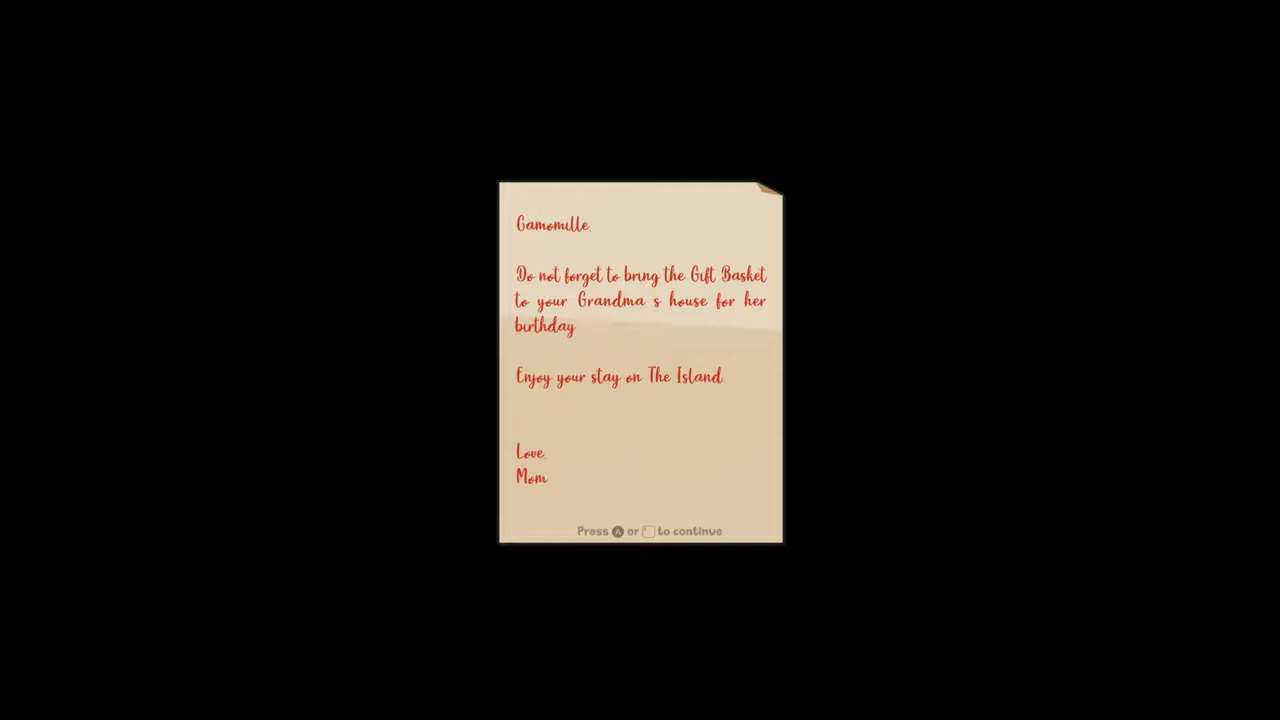 Camomille,
Do not forget to bring the Gift Basket
to your Grandma s house for her
birthday
Enjoy your stay on The Island.
Love,
Mom
Press A or to continue